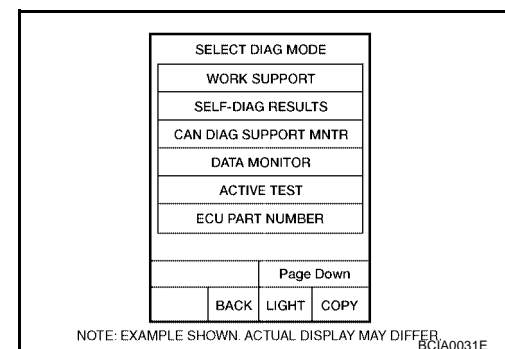 SELECT DIAG MODE
WORK SUPPORT
SELF-DIAG RESULTS
CAN DIAG SUPPORT MNTR
DATA MONITOR
ACTIVE TEST
ECU PART NUMBER
Page Down
BACK LIGHT COPY
NOTE: EXAMPLE SHOWN. ACTUAL DISPLAY MAY DIFFER.
BCIA0031E